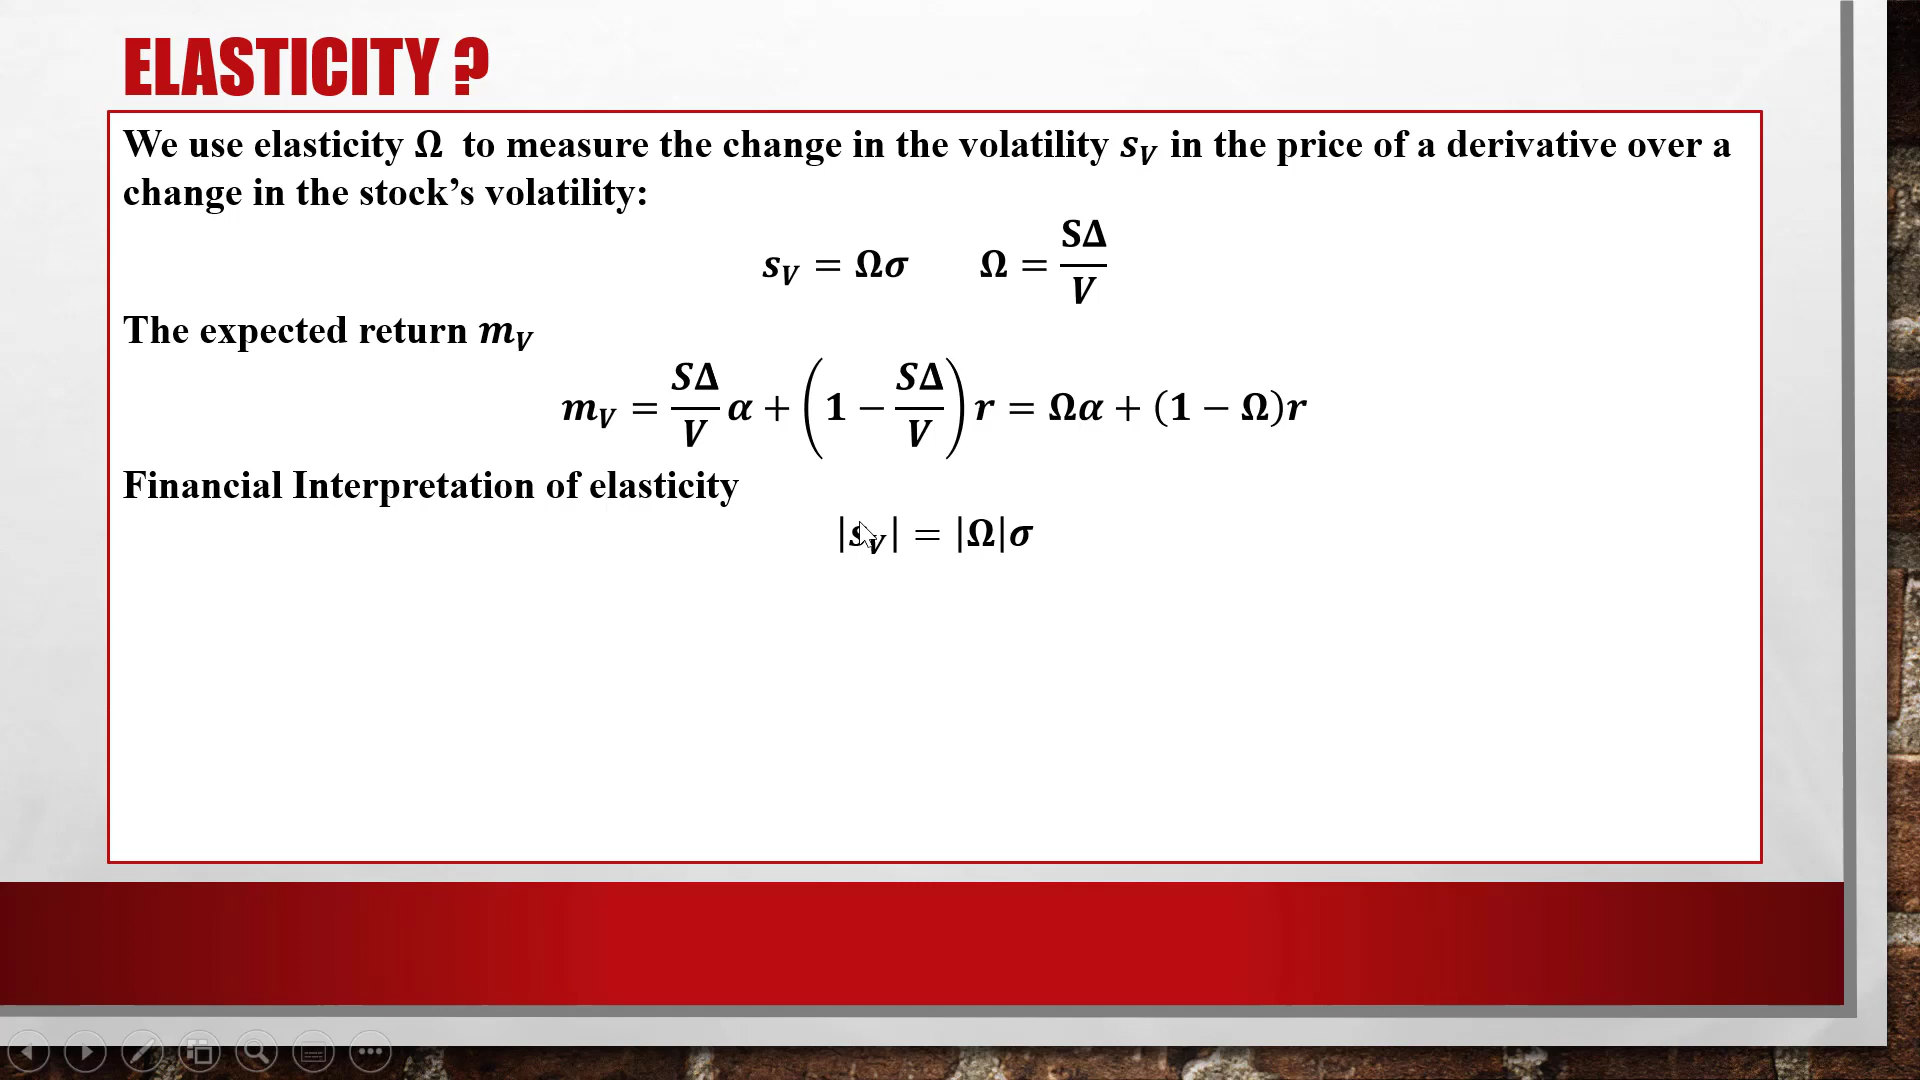 ELASTICITY ?
We use elasticity Ω to measure the change in the volatility s_V in the price of a derivative over a
change in the stock’s volatility:
s_V = Ωσ Ω = SΔ/V
The expected return m_V
m_V = SΔ/V α + (1 − SΔ/V) r = Ωα + (1 − Ω)r
Financial Interpretation of elasticity
|s_V| = |Ω|σ